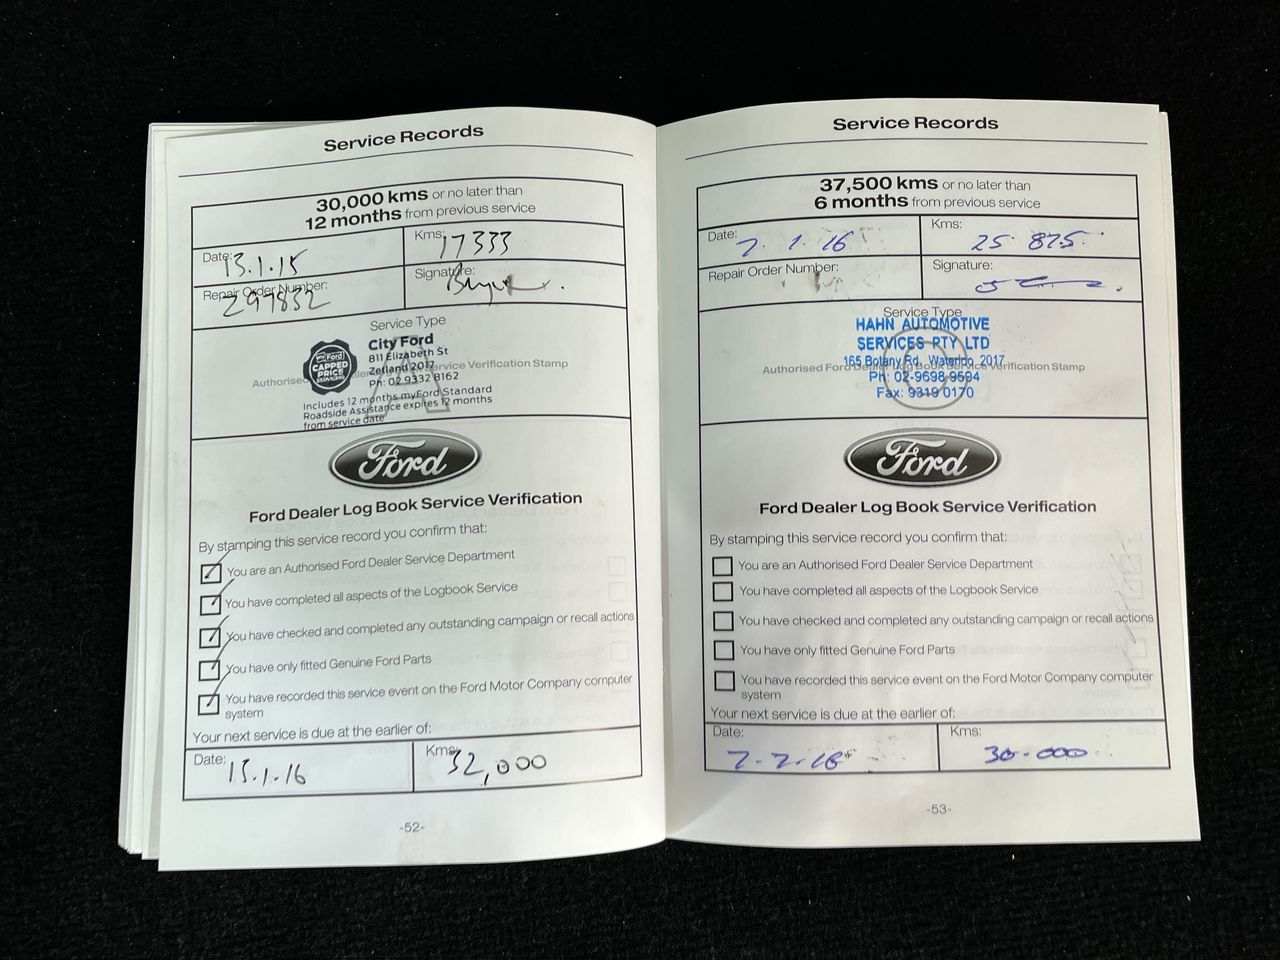 Service Records
30,000 kms or no later than
12 months from previous service
Date: 13.1.15
Kms: 17333
Repair Order Number: 297832
Signature:
Service Type
my Ford
CAPPED
PRICE
SERVICING
City Ford
811 Elizabeth St
Zetland 2017
Ph: 02 9332 8162
Authorised Ford Dealer Log Book Service Verification Stamp
A
Includes 12 months myFord Standard
Roadside Assistance expires 12 months
from service date
Ford
Ford Dealer Log Book Service Verification
By stamping this service record you confirm that:
You are an Authorised Ford Dealer Service Department
You have completed all aspects of the Logbook Service
You have checked and completed any outstanding campaign or recall actions
You have only fitted Genuine Ford Parts
You have recorded this service event on the Ford Motor Company computer
system
Your next service is due at the earlier of:
Date: 13.1.16
Kms: 32,000
-52-
Service Records
37,500 kms or no later than
6 months from previous service
Date: 7.1.16
Kms: 25.875.
Repair Order Number:
Signature:
Service Type
HAHN AUTOMOTIVE
SERVICES PTY LTD
165 Botany Rd, Waterloo 2017
Authorised Ford Dealer Log Book Service Verification Stamp
C
Ph: 02-9698-9594
Fax: 9319 0170
Ford
Ford Dealer Log Book Service Verification
By stamping this service record you confirm that:
You are an Authorised Ford Dealer Service Department
You have completed all aspects of the Logbook Service
You have checked and completed any outstanding campaign or recall actions
You have only fitted Genuine Ford Parts
You have recorded this service event on the Ford Motor Company computer
system
Your next service is due at the earlier of:
Date: 7.7.16
Kms: 30-000
-53-